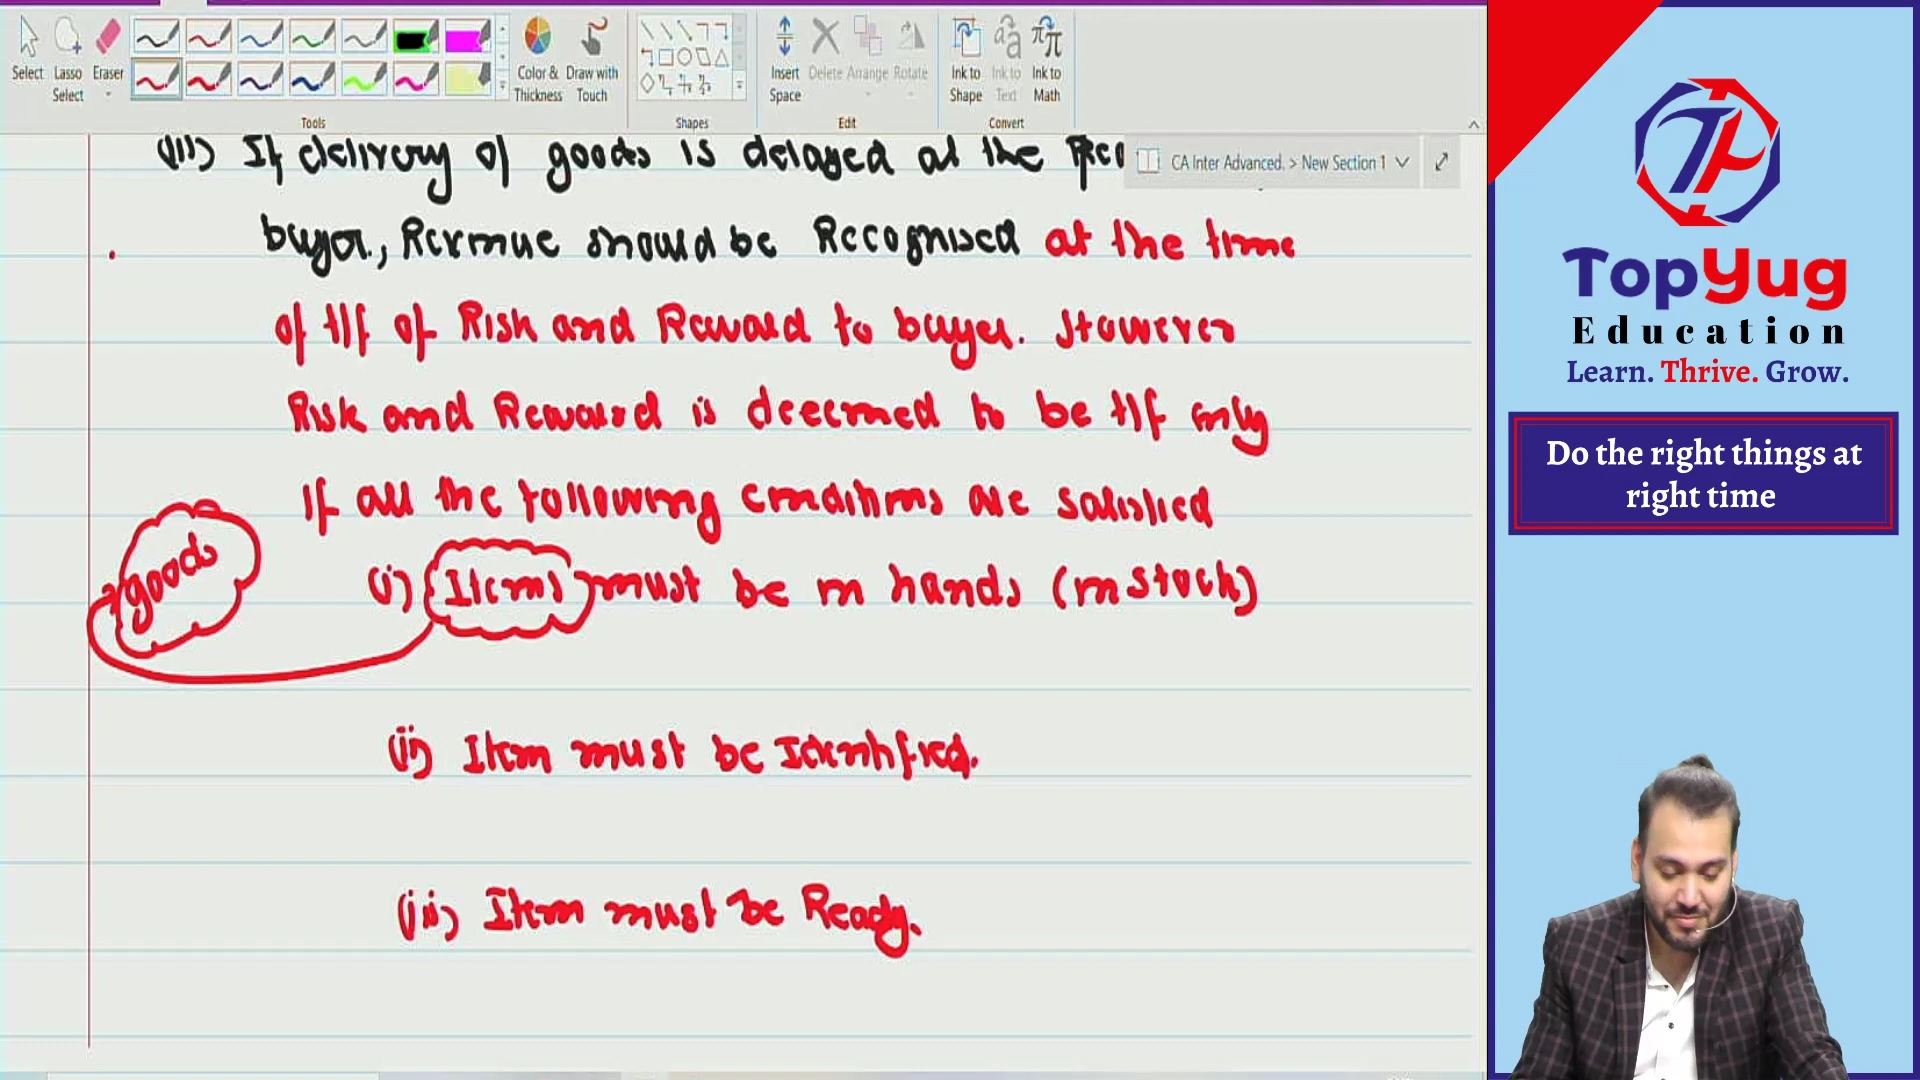 Select
Lasso Select
Eraser
Color & Thickness
Draw with Touch
Insert Space
Delete
Arrange
Rotate
Ink to Shape
Ink to Text
Ink to Math
Tools
Shapes
Edit
Convert
CA Inter Advanced. > New Section 1
(iii) If delivery of goods is delayed at the
buyer, Revenue should be Recognised at the time
of t/f of Risk and Reward to buyer. However
Risk and Reward is deemed to be t/f only
if all the following conditions are satisfied
goods
(i) Items must be in hands (in Stock)
(ii) Item must be Identified.
(iii) Item must be Ready.
TopYug
Education
Learn. Thrive. Grow.
Do the right things at
right time